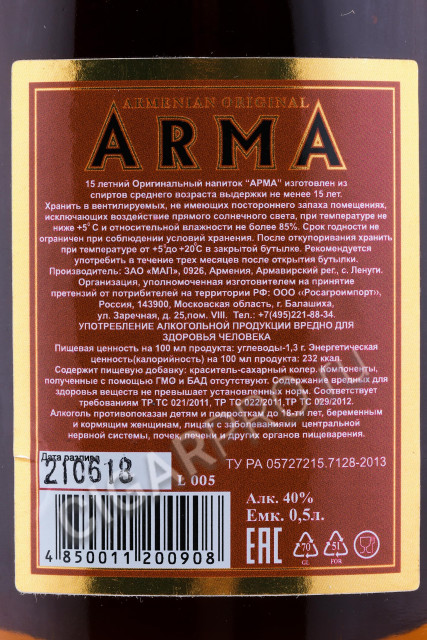 ARMENIAN ORIGINAL
ARMA
15 летний Оригинальный напиток "АРМА" изготовлен из
спиртов среднего возраста выдержки не менее 15 лет.
Хранить в вентилируемых, не имеющих постороннего запаха помещениях,
исключающих воздействие прямого солнечного света, при температуре не
ниже +5° С и относительной влажности не более 85%. Срок годности не
ограничен при соблюдении условий хранения. После откупоривания хранить
при температуре от +5°до +20°С в закрытой бутылке. Рекомендуется
употребить в течение трех месяцев после открытия бутылки.
Производитель: ЗАО «МАП», 0926, Армения, Армавирский рег., с. Ленуги.
Организация, уполномоченная изготовителем на принятие
претензий от потребителей на территории РФ: ООО «Росагроимпорт»,
Россия, 143900, Московская область, г. Балашиха,
ул. Заречная, д. 25,пом. VIII. Тел.: +7(495)221-88-34.
УПОТРЕБЛЕНИЕ АЛКОГОЛЬНОЙ ПРОДУКЦИИ ВРЕДНО ДЛЯ
ЗДОРОВЬЯ ЧЕЛОВЕКА
Пищевая ценность на 100 мл продукта: углеводы-1,3 г. Энергетическая
ценность(калорийность) на 100 мл продукта: 232 ккал.
Содержит пищевую добавку: краситель-сахарный колер. Компоненты,
полученные с помощью ГМО и БАД отсутствуют. Содержание вредных для
здоровья веществ не превышает установленных норм. Соответствует
требованиям ТР ТС 021/2011, ТР ТС 022/2011,ТР ТС 029/2012.
Алкоголь противопоказан детям и подросткам до 18-ти лет, беременным
и кормящим женщинам, лицам с заболеваниями центральной
нервной системы, почек, печени и других органов пищеварения.
Дата розлива
210618
L 005
ТУ РА 05727215.7128-2013
Алк. 40%
Емк. 0,5л.
4 850011 200908
EAC
70
GL
51
FOR
CIGARPRO.RU